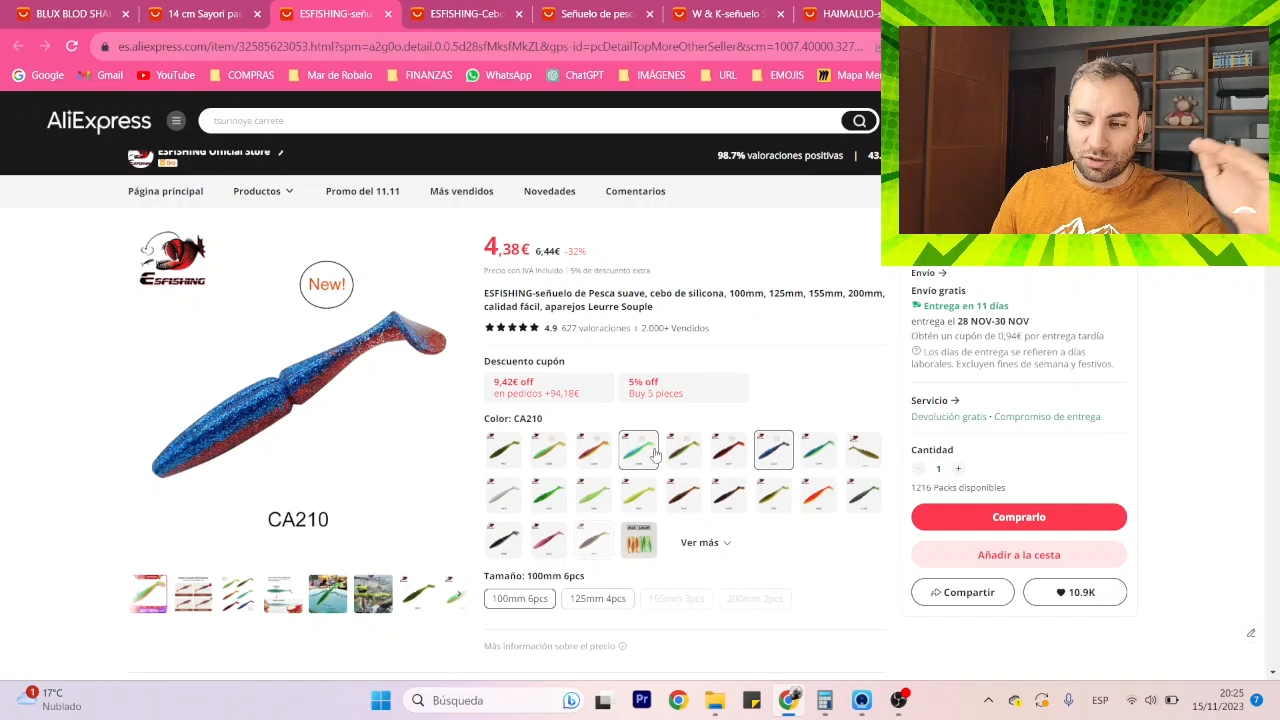 BLUX BLOD SHA
14 cm Sayori par
ESFISHING-seño
ESFISHING-Cebo
Señuelo de pesc
W & K-señuelo S
HAIMALUO-
es.aliexpress.com/item/32585623053.html?spm=a2g0o.detail.0.0.5d28sfMkMkZL&gps-id=pcDetailTopMoreOtherSeller&scm=1007.40000.327...
Google
Gmail
YouTube
COMPRAS
Mar de Robalo
FINANZAS
WhatsApp
ChatGPT
IMÁGENES
URL
EMOJIS
Mapa Mer
AliExpress
tsurinoya carrete
ESFISHING Official Store
Oro
98.7% valoraciones positivas | 43.
Página principal
Productos
Promo del 11.11
Más vendidos
Novedades
Comentarios
ESFISHING
New!
CA210
4,38€ 6,44€ -32%
Precio con IVA incluido | 5% de descuento extra
ESFISHING-señuelo de Pesca suave, cebo de silicona, 100mm, 125mm, 155mm, 200mm,
calidad fácil, aparejos Leurre Souple
4.9 627 valoraciones | 2.000+ Vendidos
Descuento cupón
9,42€ off
en pedidos +94,18€
5% off
Buy 5 pieces
Color: CA210
Ver más
Tamaño: 100mm 6pcs
100mm 6pcs
125mm 4pcs
155mm 3pcs
200mm 2pcs
Más información sobre el precio
Envío
Envío gratis
Entrega en 11 días
entrega el 28 NOV-30 NOV
Obtén un cupón de 0,94€ por entrega tardía
Los días de entrega se refieren a días
laborales. Excluyen fines de semana y festivos.
Servicio
Devolución gratis · Compromiso de entrega
Cantidad
1
1216 Packs disponibles
Comprarlo
Añadir a la cesta
Compartir
10.9K
1
17°C
Nublado
Búsqueda
Pr
ESP
20:25
15/11/2023
7